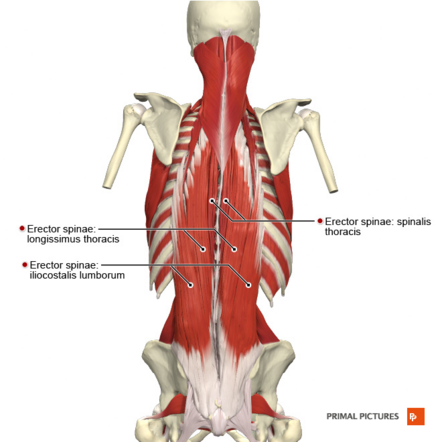 Erector spinae:
longissimus thoracis
Erector spinae: spinalis
thoracis
Erector spinae:
iliocostalis lumborum
PRIMAL PICTURES